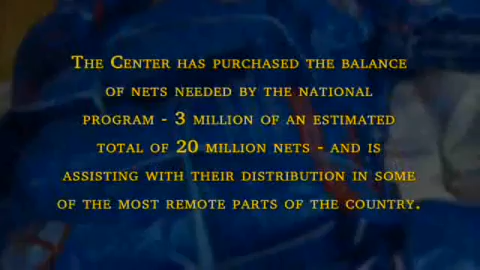 The Center has purchased the balance
of nets needed by the national
program - 3 million of an estimated
total of 20 million nets - and is
assisting with their distribution in some
of the most remote parts of the country.